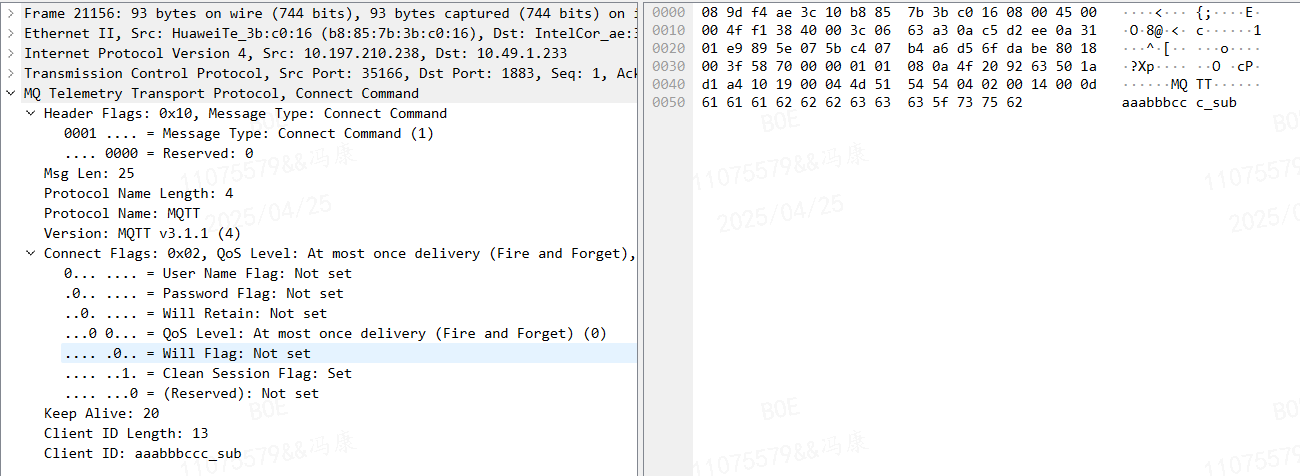 Frame 21156: 93 bytes on wire (744 bits), 93 bytes captured (744 bits) on i
Ethernet II, Src: HuaweiTe_3b:c0:16 (b8:85:7b:3b:c0:16), Dst: IntelCor_ae:3
Internet Protocol Version 4, Src: 10.197.210.238, Dst: 10.49.1.233
Transmission Control Protocol, Src Port: 35166, Dst Port: 1883, Seq: 1, Ack
MQ Telemetry Transport Protocol, Connect Command
Header Flags: 0x10, Message Type: Connect Command
0001 .... = Message Type: Connect Command (1)
.... 0000 = Reserved: 0
Msg Len: 25
Protocol Name Length: 4
Protocol Name: MQTT
Version: MQTT v3.1.1 (4)
Connect Flags: 0x02, QoS Level: At most once delivery (Fire and Forget),
0... .... = User Name Flag: Not set
.0.. .... = Password Flag: Not set
..0. .... = Will Retain: Not set
...0 0... = QoS Level: At most once delivery (Fire and Forget) (0)
.... .0.. = Will Flag: Not set
.... ..1. = Clean Session Flag: Set
.... ...0 = (Reserved): Not set
Keep Alive: 20
Client ID Length: 13
Client ID: aaabbbccc_sub
0000 08 9d f4 ae 3c 10 b8 85 7b 3b c0 16 08 00 45 00 ····<··· {;····E·
0010 00 4f f1 38 40 00 3c 06 63 a3 0a c5 d2 ee 0a 31 ·O·8@·<· c······1
0020 01 e9 89 5e 07 5b c4 07 b4 a6 d5 6f da be 80 18 ···^·[·· ···o····
0030 00 3f 58 70 00 00 01 01 08 0a 4f 20 92 63 50 1a ·?Xp···· ··O ·cP·
0040 d1 a4 10 19 00 04 4d 51 54 54 04 02 00 14 00 0d ······MQ TT······
0050 61 61 61 62 62 62 63 63 63 5f 73 75 62 aaabbbcc c_sub
BOE
11075579&&冯康
2025/04/25